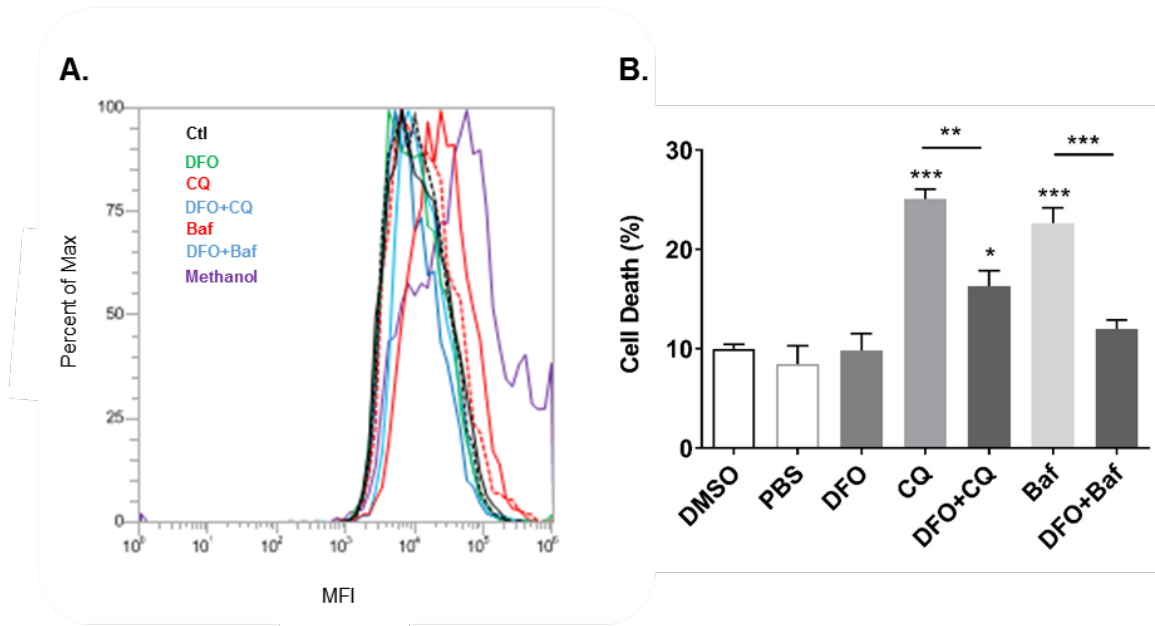 A.
100
75
50
25
0
Percent of Max
Ctl
DFO
CQ
DFO+CQ
Baf
DFO+Baf
Methanol
10⁰ 10¹ 10² 10³ 10⁴ 10⁵ 10⁶
MFI
B.
30
20
10
0
Cell Death (%)
** ***
*** * ***
DMSO PBS DFO CQ DFO+CQ Baf DFO+Baf